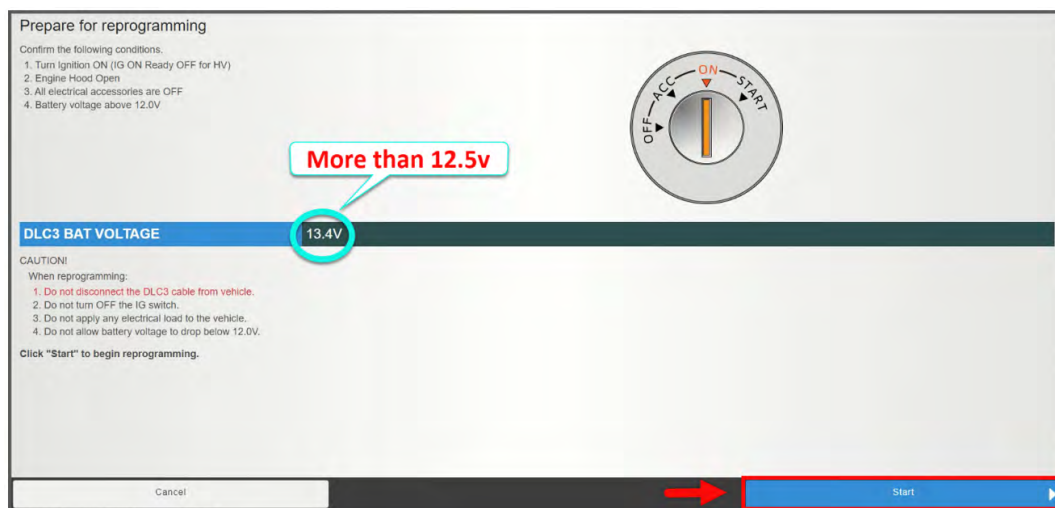 Prepare for reprogramming
Confirm the following conditions.
1. Turn Ignition ON (IG ON Ready OFF for HV)
2. Engine Hood Open
3. All electrical accessories are OFF
4. Battery voltage above 12.0V
OFF
ACC
ON
START
More than 12.5v
DLC3 BAT VOLTAGE
13.4V
CAUTION!
When reprogramming:
1. Do not disconnect the DLC3 cable from vehicle.
2. Do not turn OFF the IG switch.
3. Do not apply any electrical load to the vehicle.
4. Do not allow battery voltage to drop below 12.0V.
Click "Start" to begin reprogramming.
Cancel
Start